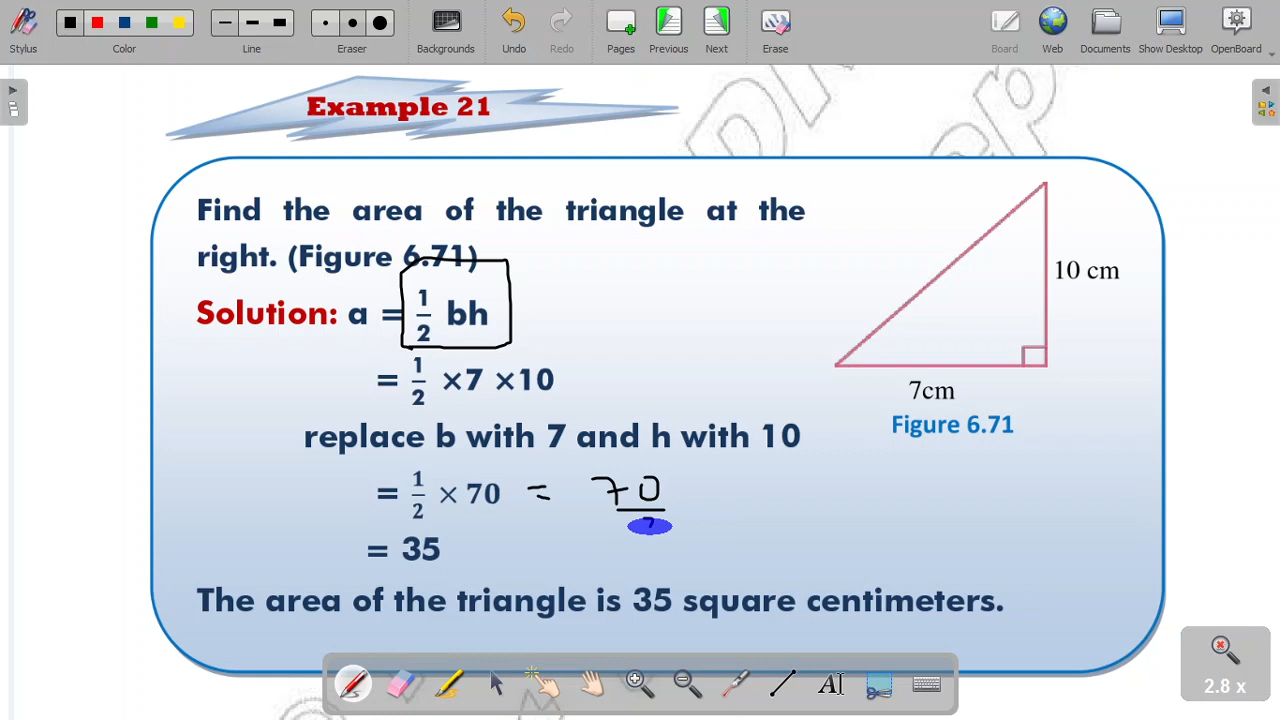 Stylus
Color
Line
Eraser
Backgrounds
Undo
Redo
Pages
Previous
Next
Erase
Board
Web
Documents
Show Desktop
OpenBoard
Example 21
Find the area of the triangle at the
right. (Figure 6.71)
Solution: a = 1/2 bh
= 1/2 ×7 ×10
replace b with 7 and h with 10
= 1/2 × 70 = 70
= 35
The area of the triangle is 35 square centimeters.
10 cm
7cm
Figure 6.71
2.8 x